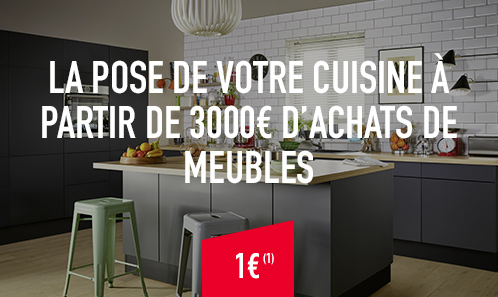 LA POSE DE VOTRE CUISINE À
PARTIR DE 3000€ D'ACHATS DE
MEUBLES
1€(1)